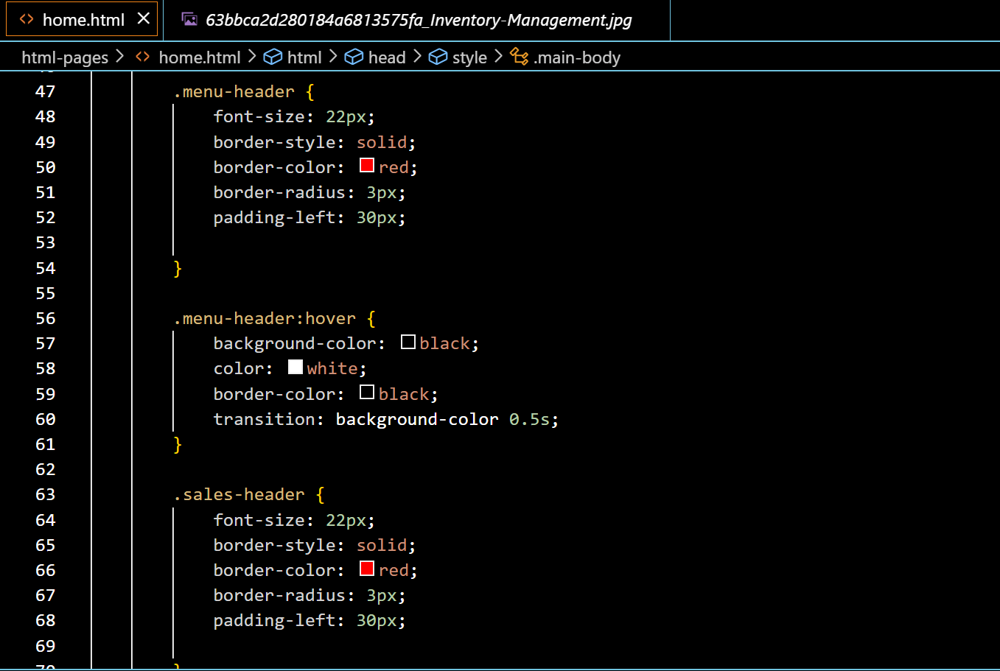 home.html
63bbca2d280184a6813575fa_Inventory-Management.jpg
html-pages > home.html > html > head > style > .main-body
47 .menu-header {
48 font-size: 22px;
49 border-style: solid;
50 border-color: red;
51 border-radius: 3px;
52 padding-left: 30px;
53
54 }
55
56 .menu-header:hover {
57 background-color: black;
58 color: white;
59 border-color: black;
60 transition: background-color 0.5s;
61 }
62
63 .sales-header {
64 font-size: 22px;
65 border-style: solid;
66 border-color: red;
67 border-radius: 3px;
68 padding-left: 30px;
69